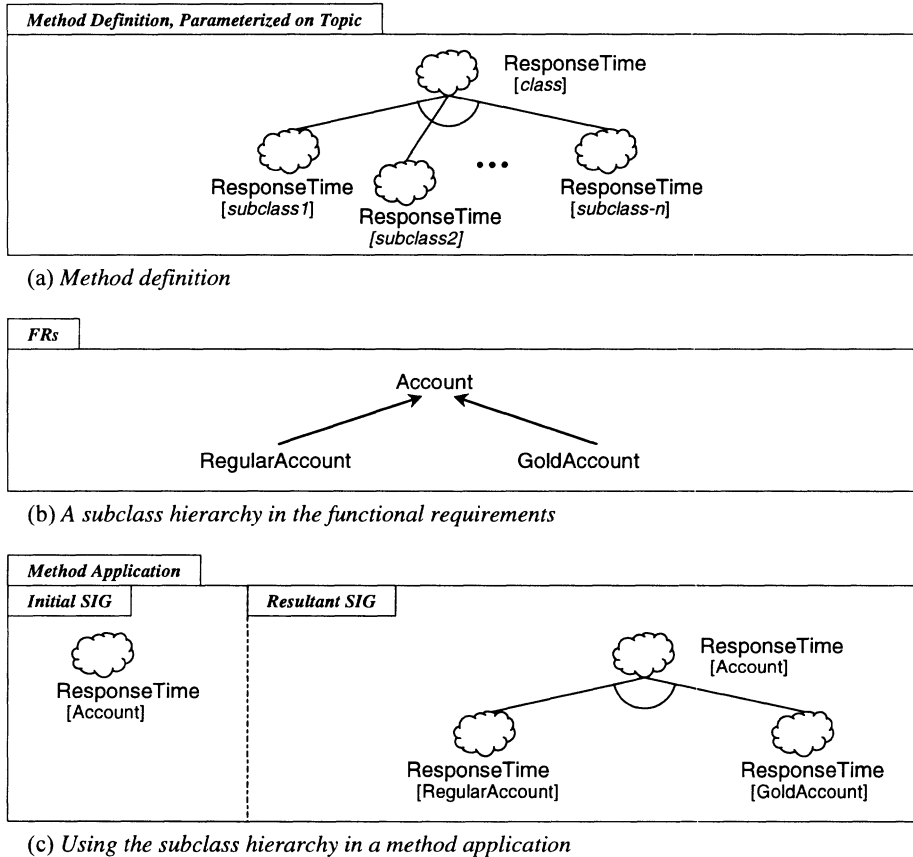 Method Definition, Parameterized on Topic
ResponseTime
[class]
ResponseTime
[subclass1]
ResponseTime
[subclass2]
•••
ResponseTime
[subclass-n]
(a) Method definition
FRs
Account
RegularAccount
GoldAccount
(b) A subclass hierarchy in the functional requirements
Method Application
Initial SIG
ResponseTime
[Account]
Resultant SIG
ResponseTime
[Account]
ResponseTime
[RegularAccount]
ResponseTime
[GoldAccount]
(c) Using the subclass hierarchy in a method application